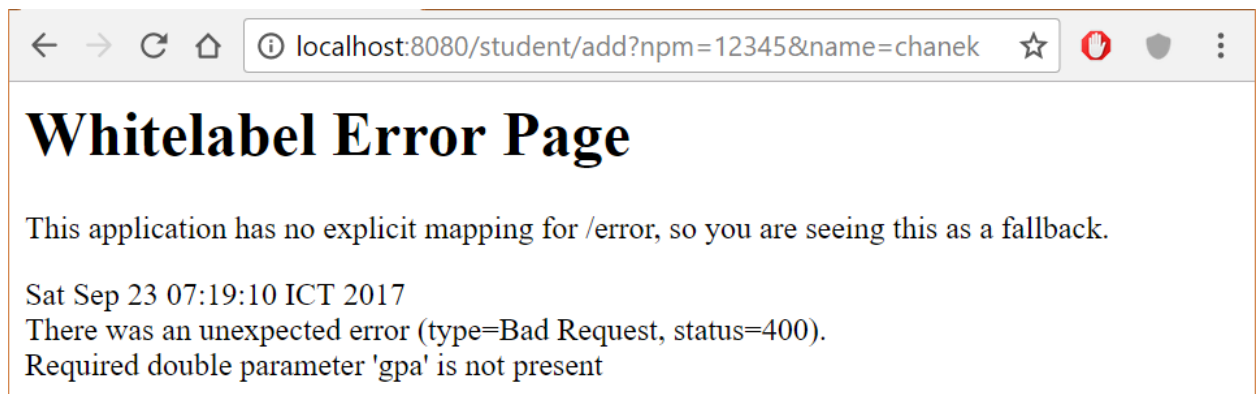 localhost:8080/student/add?npm=12345&name=chanek
Whitelabel Error Page
This application has no explicit mapping for /error, so you are seeing this as a fallback.
Sat Sep 23 07:19:10 ICT 2017
There was an unexpected error (type=Bad Request, status=400).
Required double parameter 'gpa' is not present